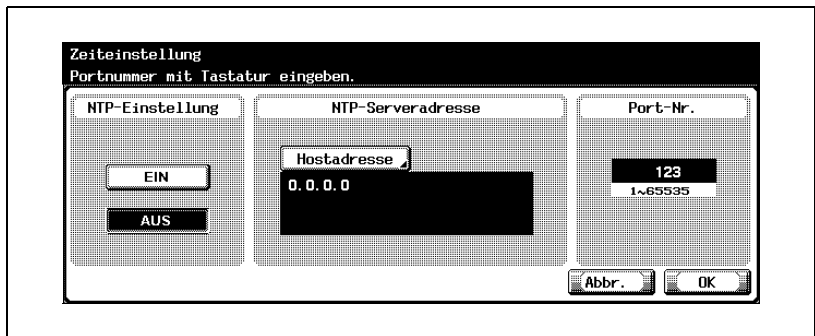 Zeiteinstellung
Portnummer mit Tastatur eingeben.
NTP-Einstellung
NTP-Serveradresse
Port-Nr.
Hostadresse
EIN
0.0.0.0
123
1~65535
AUS
Abbr.
OK